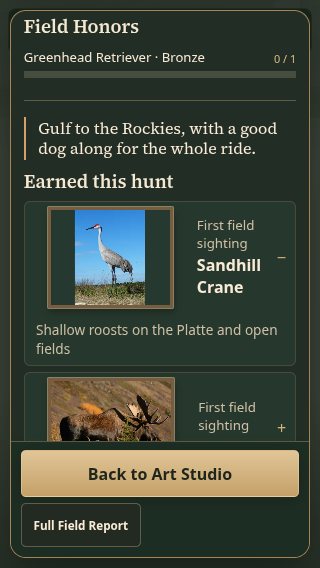 Field Honors
Greenhead Retriever · Bronze
0 / 1
Gulf to the Rockies, with a good
dog along for the whole ride.
Earned this hunt
First field
sighting
Sandhill
Crane
−
Shallow roosts on the Platte and open
fields
First field
sighting
+
Back to Art Studio
Full Field Report